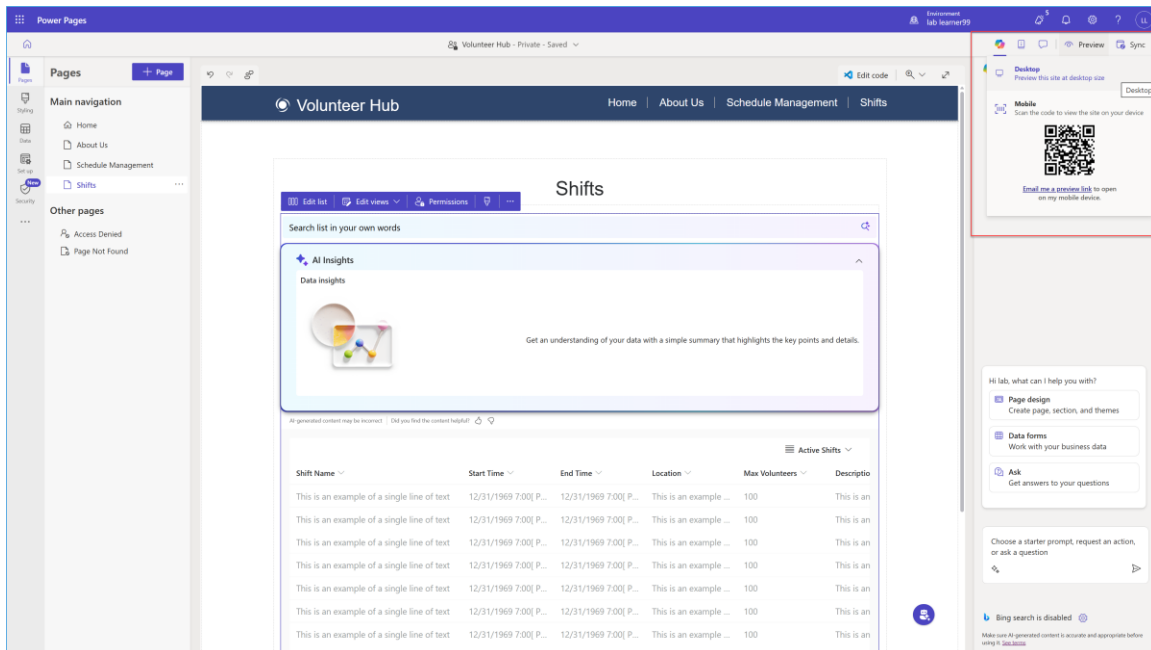 Power Pages
Environment
lab learner99
5
LL
Volunteer Hub - Private - Saved
Preview
Sync
Pages
Styling
Data
Set up
New
Security
Pages
+ Page
Main navigation
Home
About Us
Schedule Management
Shifts
Other pages
Access Denied
Page Not Found
Edit code
Volunteer Hub
Home | About Us | Schedule Management | Shifts
Shifts
Edit list
Edit views
Permissions
Search list in your own words
AI Insights
Data insights
Get an understanding of your data with a simple summary that highlights the key points and details.
AI-generated content may be incorrect | Did you find the content helpful?
Active Shifts
Shift Name Start Time End Time Location Max Volunteers Descriptio
This is an example of a single line of text 12/31/1969 7:00[ P... 12/31/1969 7:00[ P... This is an example ... 100 This is an
This is an example of a single line of text 12/31/1969 7:00[ P... 12/31/1969 7:00[ P... This is an example ... 100 This is an
This is an example of a single line of text 12/31/1969 7:00[ P... 12/31/1969 7:00[ P... This is an example ... 100 This is an
This is an example of a single line of text 12/31/1969 7:00[ P... 12/31/1969 7:00[ P... This is an example ... 100 This is an
This is an example of a single line of text 12/31/1969 7:00[ P... 12/31/1969 7:00[ P... This is an example ... 100 This is an
This is an example of a single line of text 12/31/1969 7:00[ P... 12/31/1969 7:00[ P... This is an example ... 100 This is an
This is an example of a single line of text 12/31/1969 7:00[ P... 12/31/1969 7:00[ P... This is an example ... 100 This is an
Desktop
Preview this site at desktop size
Desktop
Mobile
Scan the code to view the site on your device
Email me a preview link to open
on my mobile device.
Hi lab, what can I help you with?
Page design
Create page, section, and themes
Data forms
Work with your business data
Ask
Get answers to your questions
Choose a starter prompt, request an action,
or ask a question
Bing search is disabled
Make sure AI-generated content is accurate and appropriate before
using it. See terms